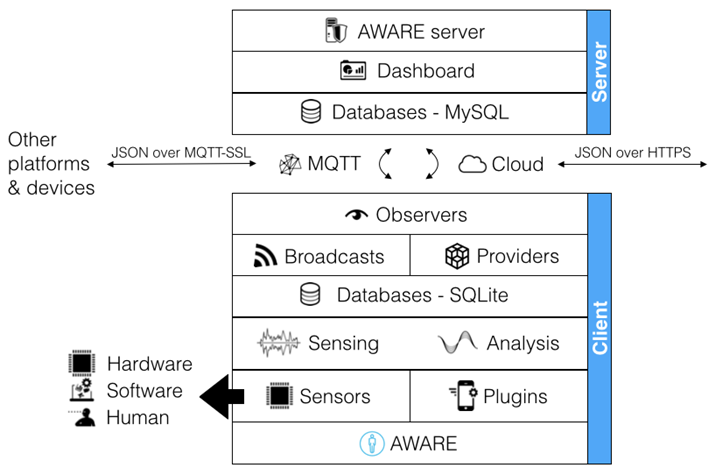 AWARE server
Dashboard
Databases - MySQL
Server
Other
platforms
& devices
JSON over MQTT-SSL
MQTT
Cloud
JSON over HTTPS
Observers
Broadcasts
Providers
Databases - SQLite
Sensing
Analysis
Client
Hardware
Software
Human
Sensors
Plugins
AWARE